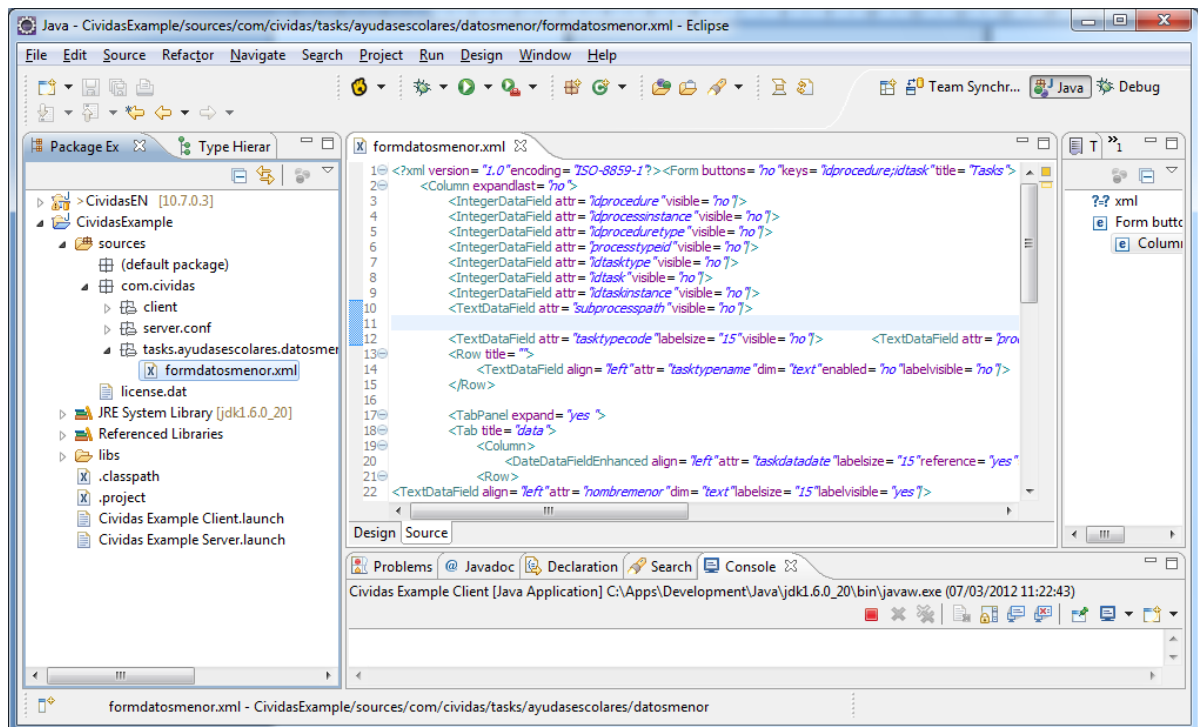 Java - CividasExample/sources/com/cividas/tasks/ayudasescolares/datosmenor/formdatosmenor.xml - Eclipse
File Edit Source Refactor Navigate Search Project Run Design Window Help
Team Synchr... Java Debug
Package Ex Type Hierar
>CividasEN [10.7.0.3]
CividasExample
sources
(default package)
com.cividas
client
server.conf
tasks.ayudasescolares.datosmer
formdatosmenor.xml
license.dat
JRE System Library [jdk1.6.0_20]
Referenced Libraries
libs
.classpath
.project
Cividas Example Client.launch
Cividas Example Server.launch
formdatosmenor.xml
1 <?xml version = "1.0"encoding= "ISO-8859-1"?><Form buttons= "no"keys= "idprocedure;idtask"title= "Tasks">
2 <Column expandlast= "no">
3 <IntegerDataField attr= "idprocedure"visible= "no"/>
4 <IntegerDataField attr= "idprocessinstance"visible= "no"/>
5 <IntegerDataField attr= "idproceduretype"visible= "no"/>
6 <IntegerDataField attr= "processtypeid"visible= "no"/>
7 <IntegerDataField attr= "idtasktype"visible= "no"/>
8 <IntegerDataField attr= "idtask"visible= "no"/>
9 <IntegerDataField attr= "idtaskinstance"visible= "no"/>
10 <TextDataField attr= "subprocesspath"visible= "no"/>
11
12 <TextDataField attr= "tasktypecode"labelsize= "15"visible= "no"/> <TextDataField attr= "pro
13 <Row title= "">
14 <TextDataField align= "left"attr= "tasktypename"dim= "text"enabled= "no"labelvisible= "no"/>
15 </Row>
16
17 <TabPanel expand= "yes ">
18 <Tab title= "data">
19 <Column>
20 <DateDataFieldEnhanced align= "left"attr= "taskdatadate"labelsize= "15"reference= "yes"
21 <Row>
22 <TextDataField align= "left"attr= "nombremenor"dim= "text"labelsize= "15"labelvisible= "yes"/>
Design Source
T »1
?=? xml
e Form buttc
e Colum
Problems @ Javadoc Declaration Search Console
Cividas Example Client [Java Application] C:\Apps\Development\Java\jdk1.6.0_20\bin\javaw.exe (07/03/2012 11:22:43)
formdatosmenor.xml - CividasExample/sources/com/cividas/tasks/ayudasescolares/datosmenor